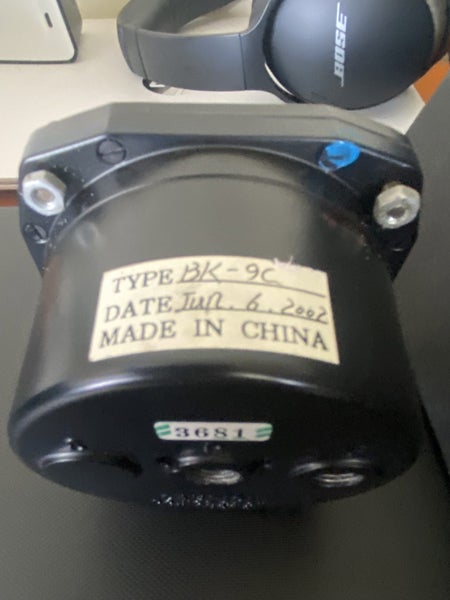 BOSE
TYPE BK-9C
DATE Jun. 6. 2002
MADE IN CHINA
3681